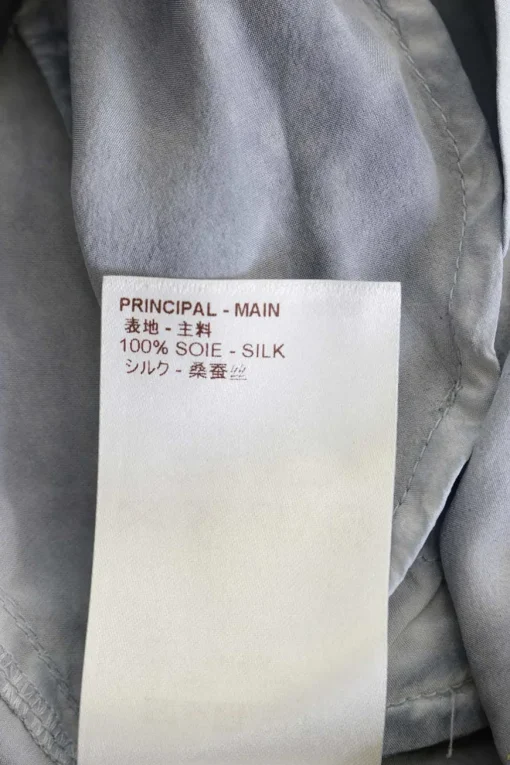 PRINCIPAL - MAIN
表地 - 主料
100% SOIE - SILK
シルク - 桑蚕丝